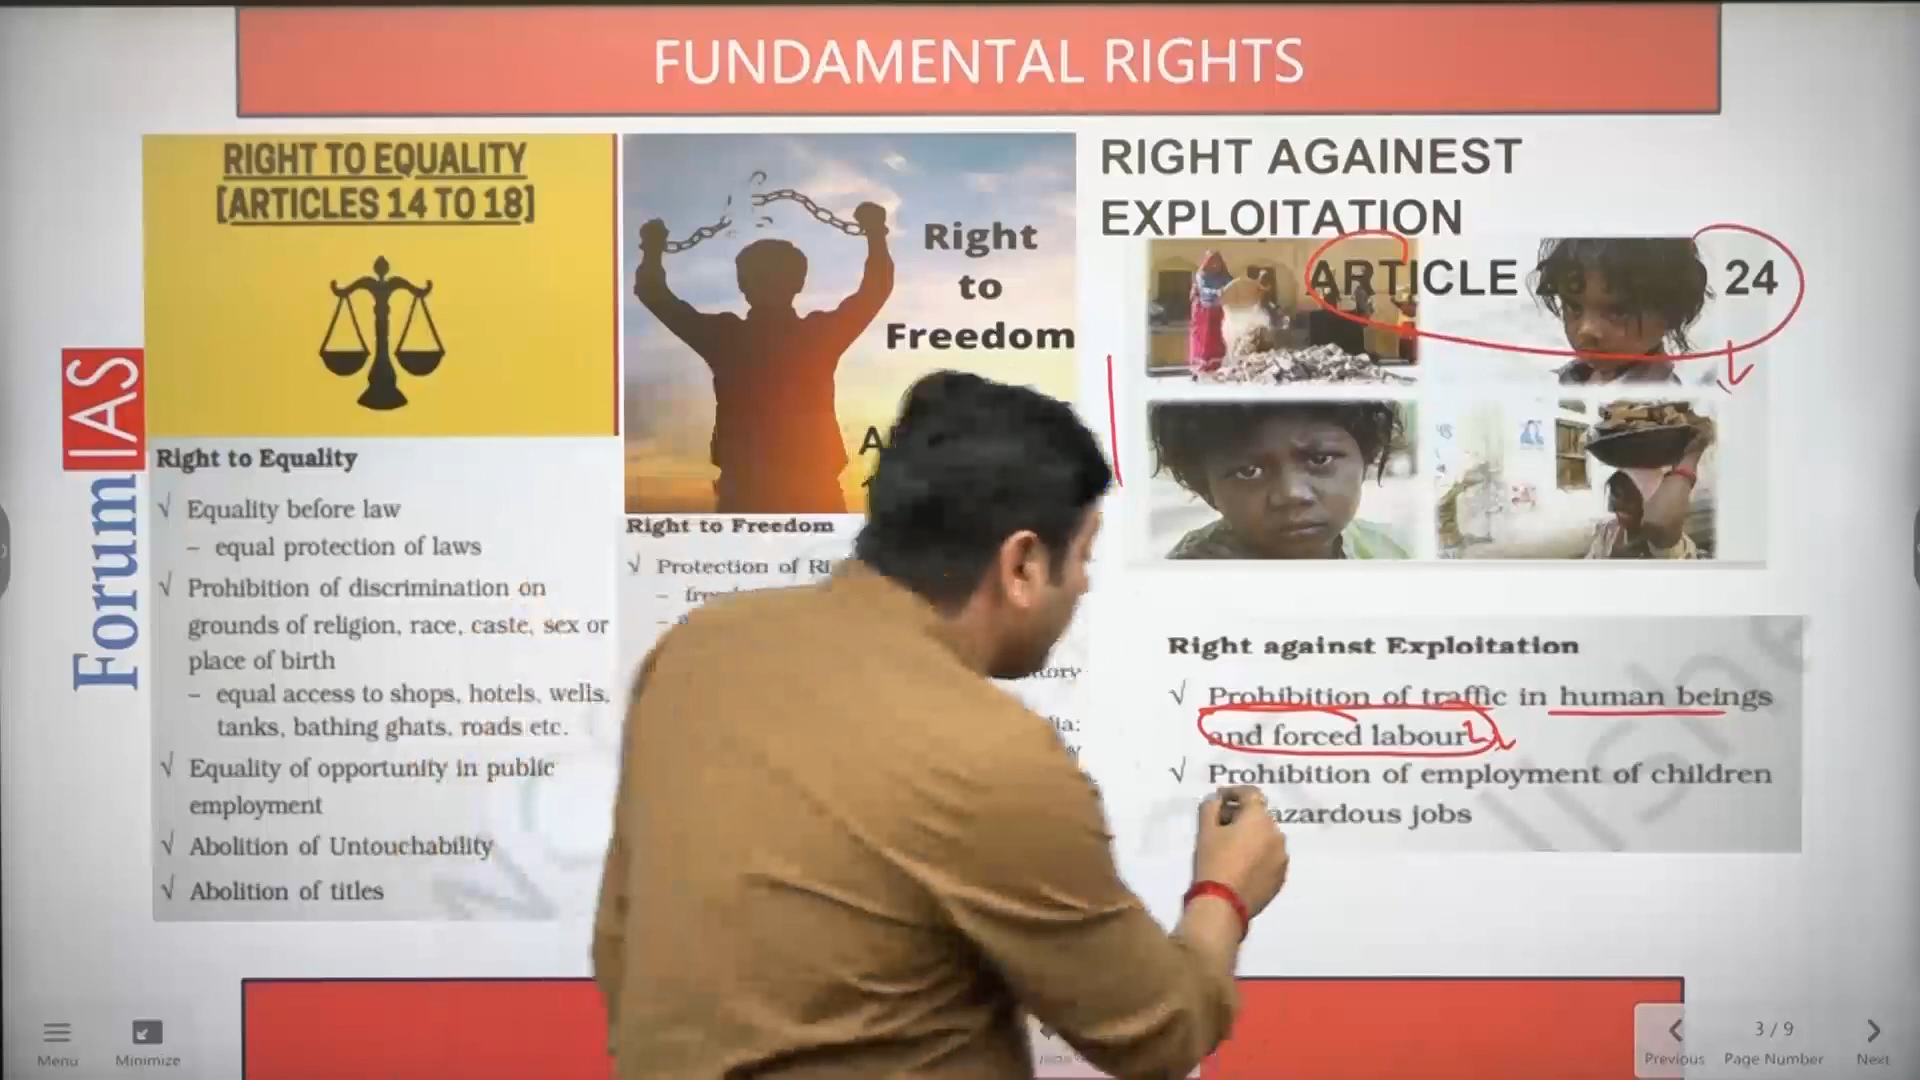 FUNDAMENTAL RIGHTS
RIGHT TO EQUALITY
[ARTICLES 14 TO 18]
Right to Equality
√ Equality before law
– equal protection of laws
√ Prohibition of discrimination on
grounds of religion, race, caste, sex or
place of birth
– equal access to shops, hotels, wells,
tanks, bathing ghats, roads etc.
√ Equality of opportunity in public
employment
√ Abolition of Untouchability
√ Abolition of titles
Right
to
Freedom
Right to Freedom
√ Protection of
RIGHT AGAINEST
EXPLOITATION
ARTICLE 23 24
Right against Exploitation
√ Prohibition of traffic in human beings
and forced labour
√ Prohibition of employment of children
jobs
Forum IAS
Menu
Minimize
3 / 9
Previous
Page Number
Next